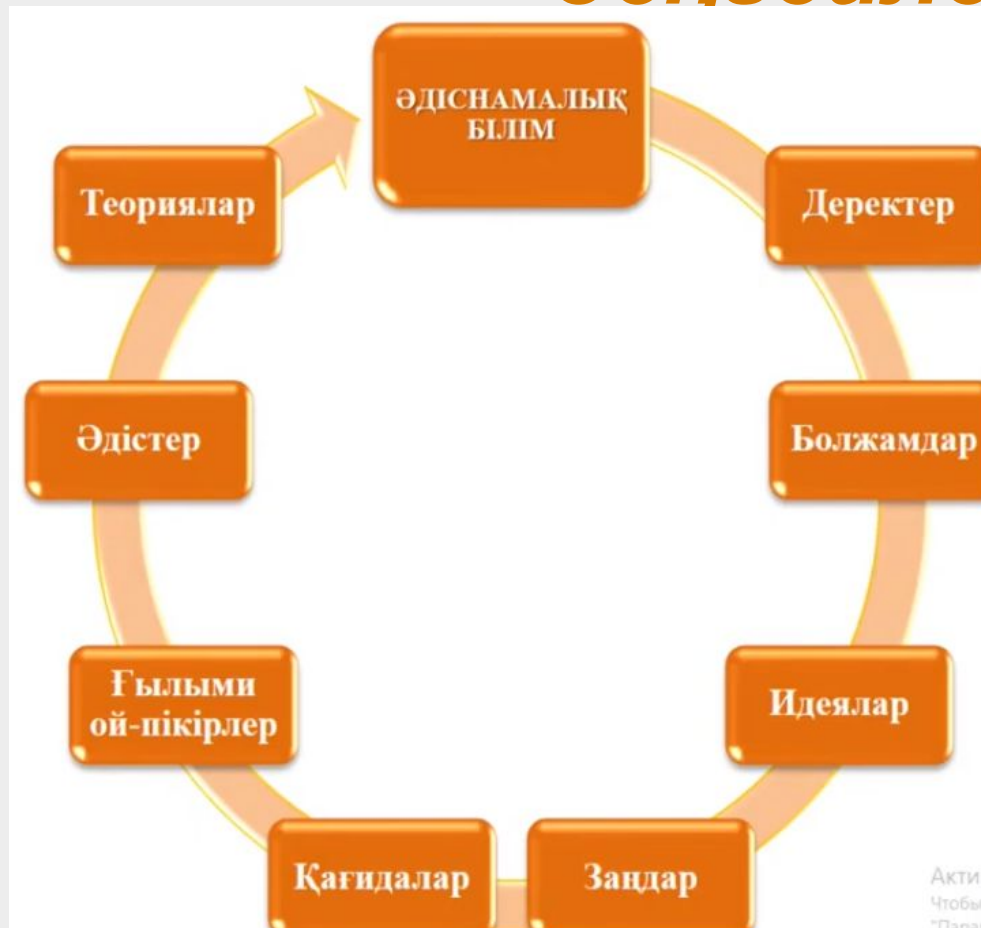 ӘДІСНАМАЛЫҚ
БІЛІМ
Деректер
Болжамдар
Идеялар
Заңдар
Қағидалар
Ғылыми
ой-пікірлер
Әдістер
Теориялар